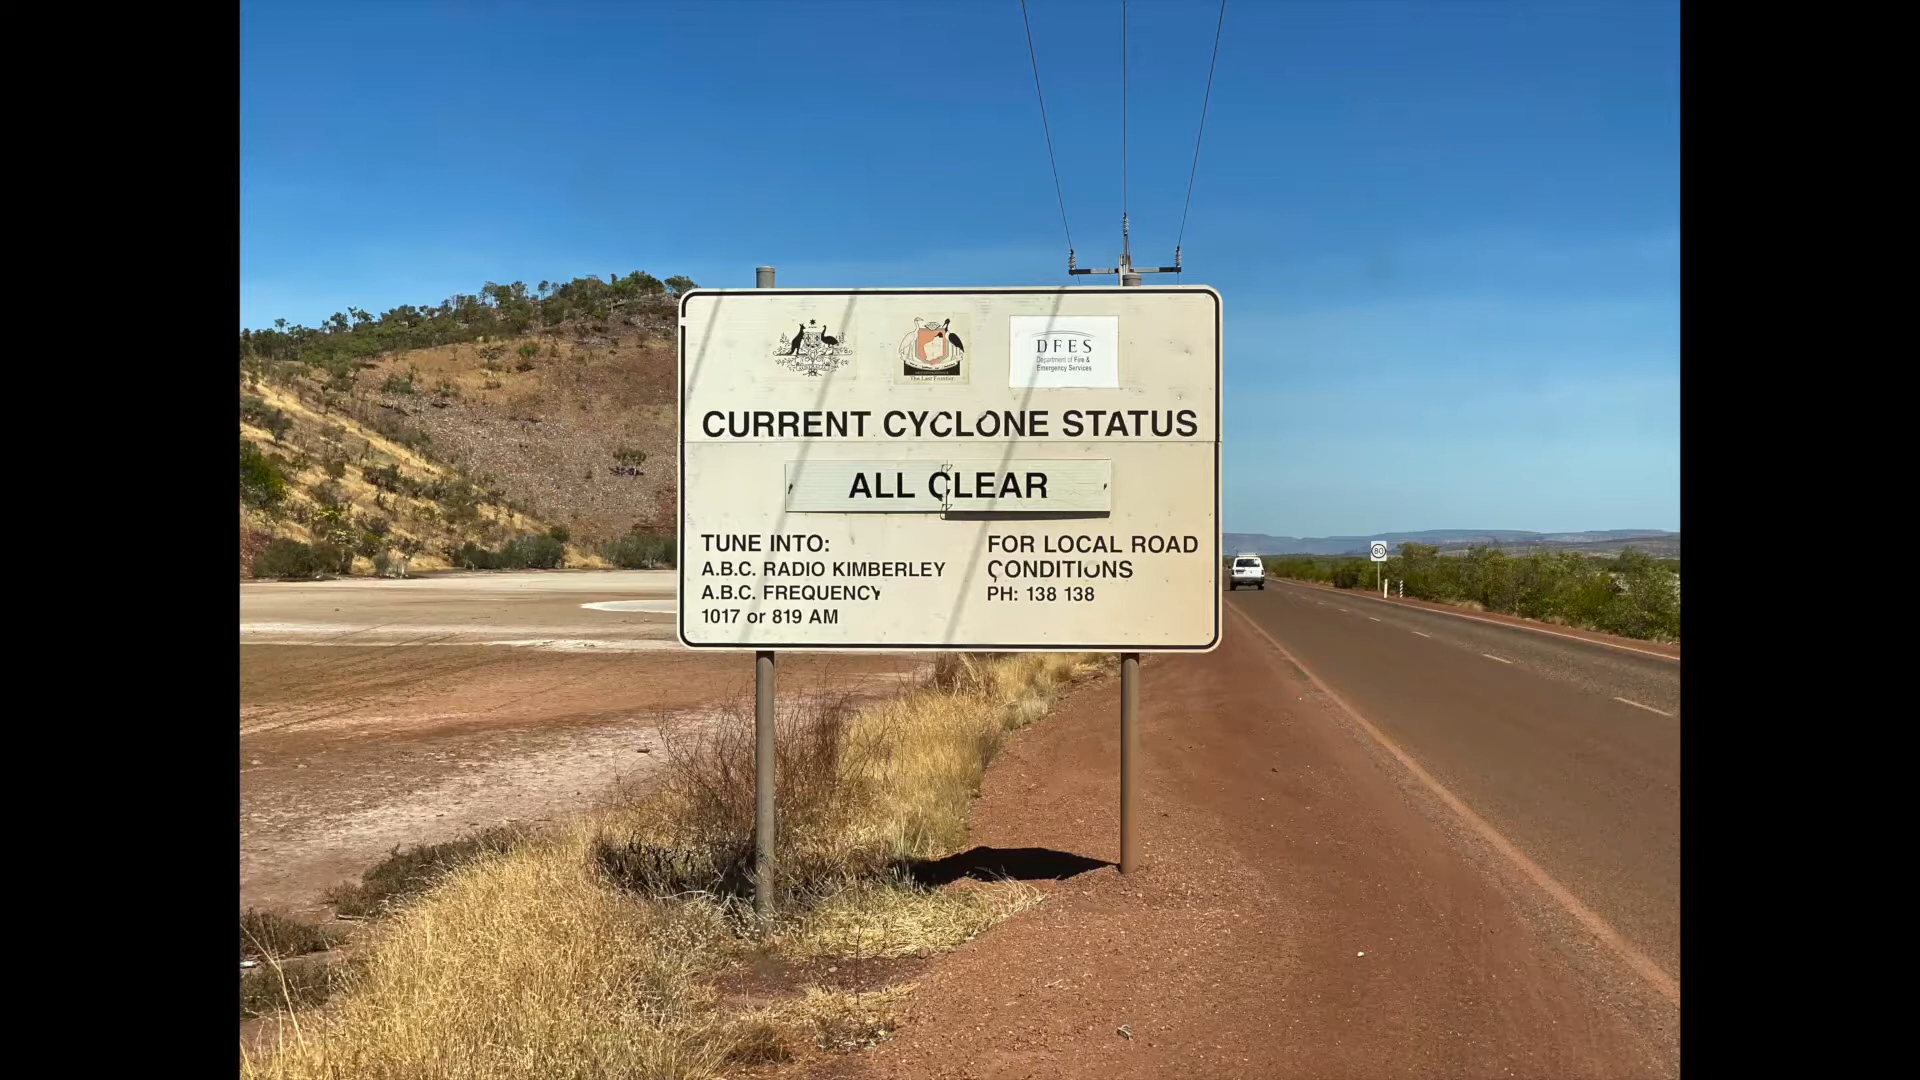 DFES
Department of Fire &
Emergency Services
The Last Frontier
CURRENT CYCLONE STATUS
ALL CLEAR
TUNE INTO:
A.B.C. RADIO KIMBERLEY
A.B.C. FREQUENCY
1017 or 819 AM
FOR LOCAL ROAD
CONDITIONS
PH: 138 138
80